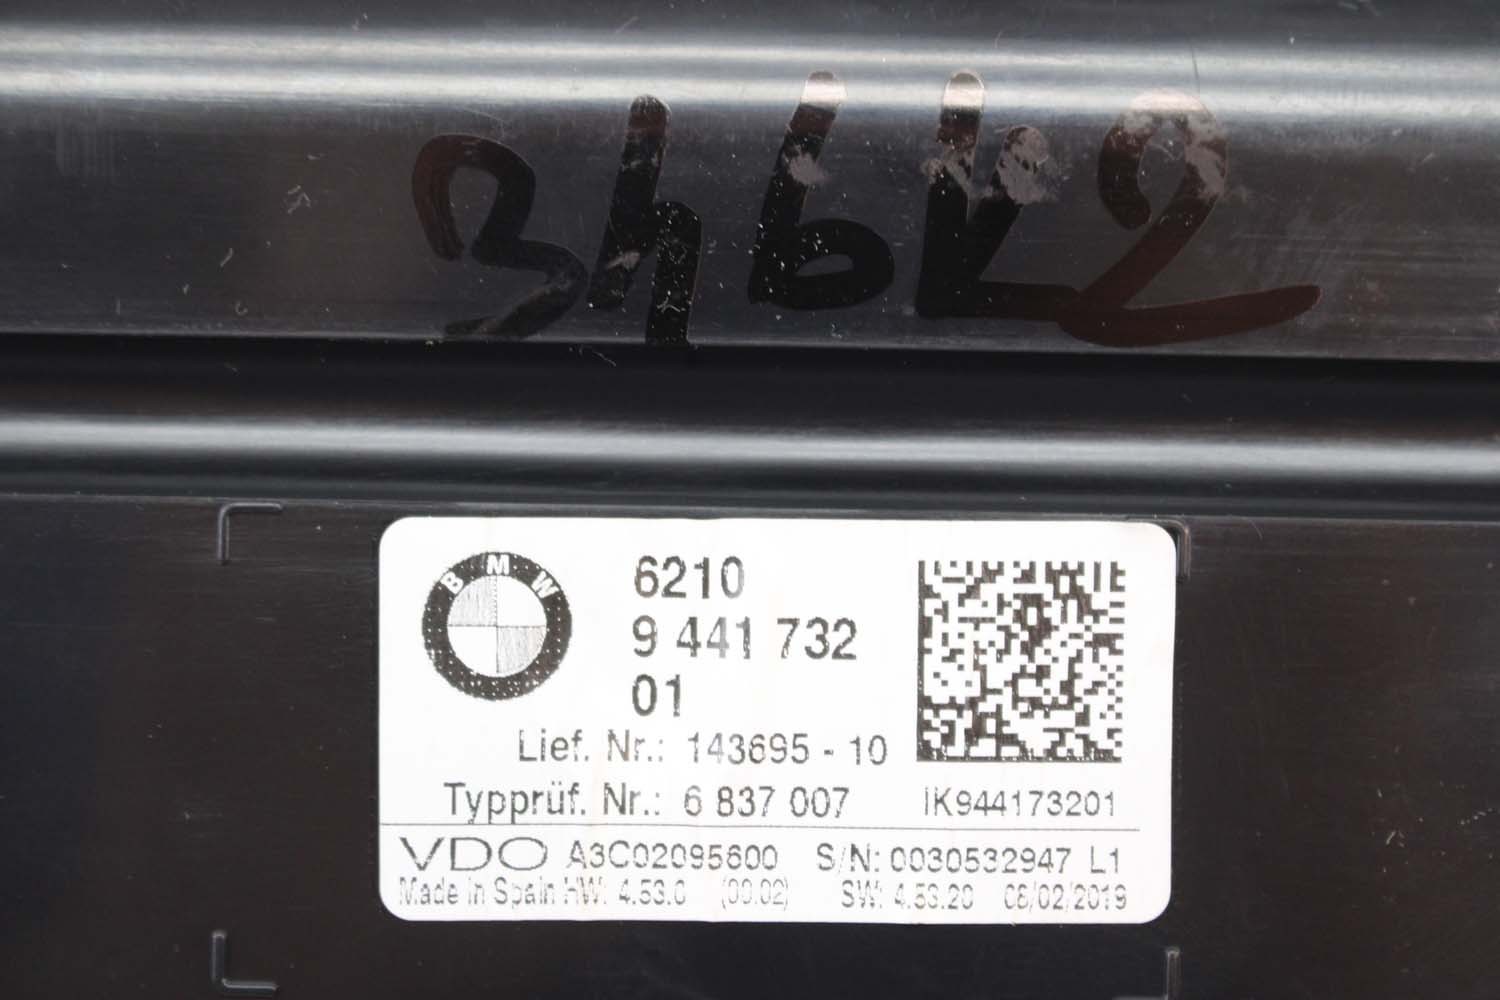 BMW
6210
9 441 732
01
Lief. Nr.: 143695 - 10
Typprüf. Nr.: 6 837 007
IK944173201
VDO A3C02095600 S/N: 0030532947 L1
Made in Spain HW: 4.53.0 (00.02) SW: 4.53.20 08/02/2019